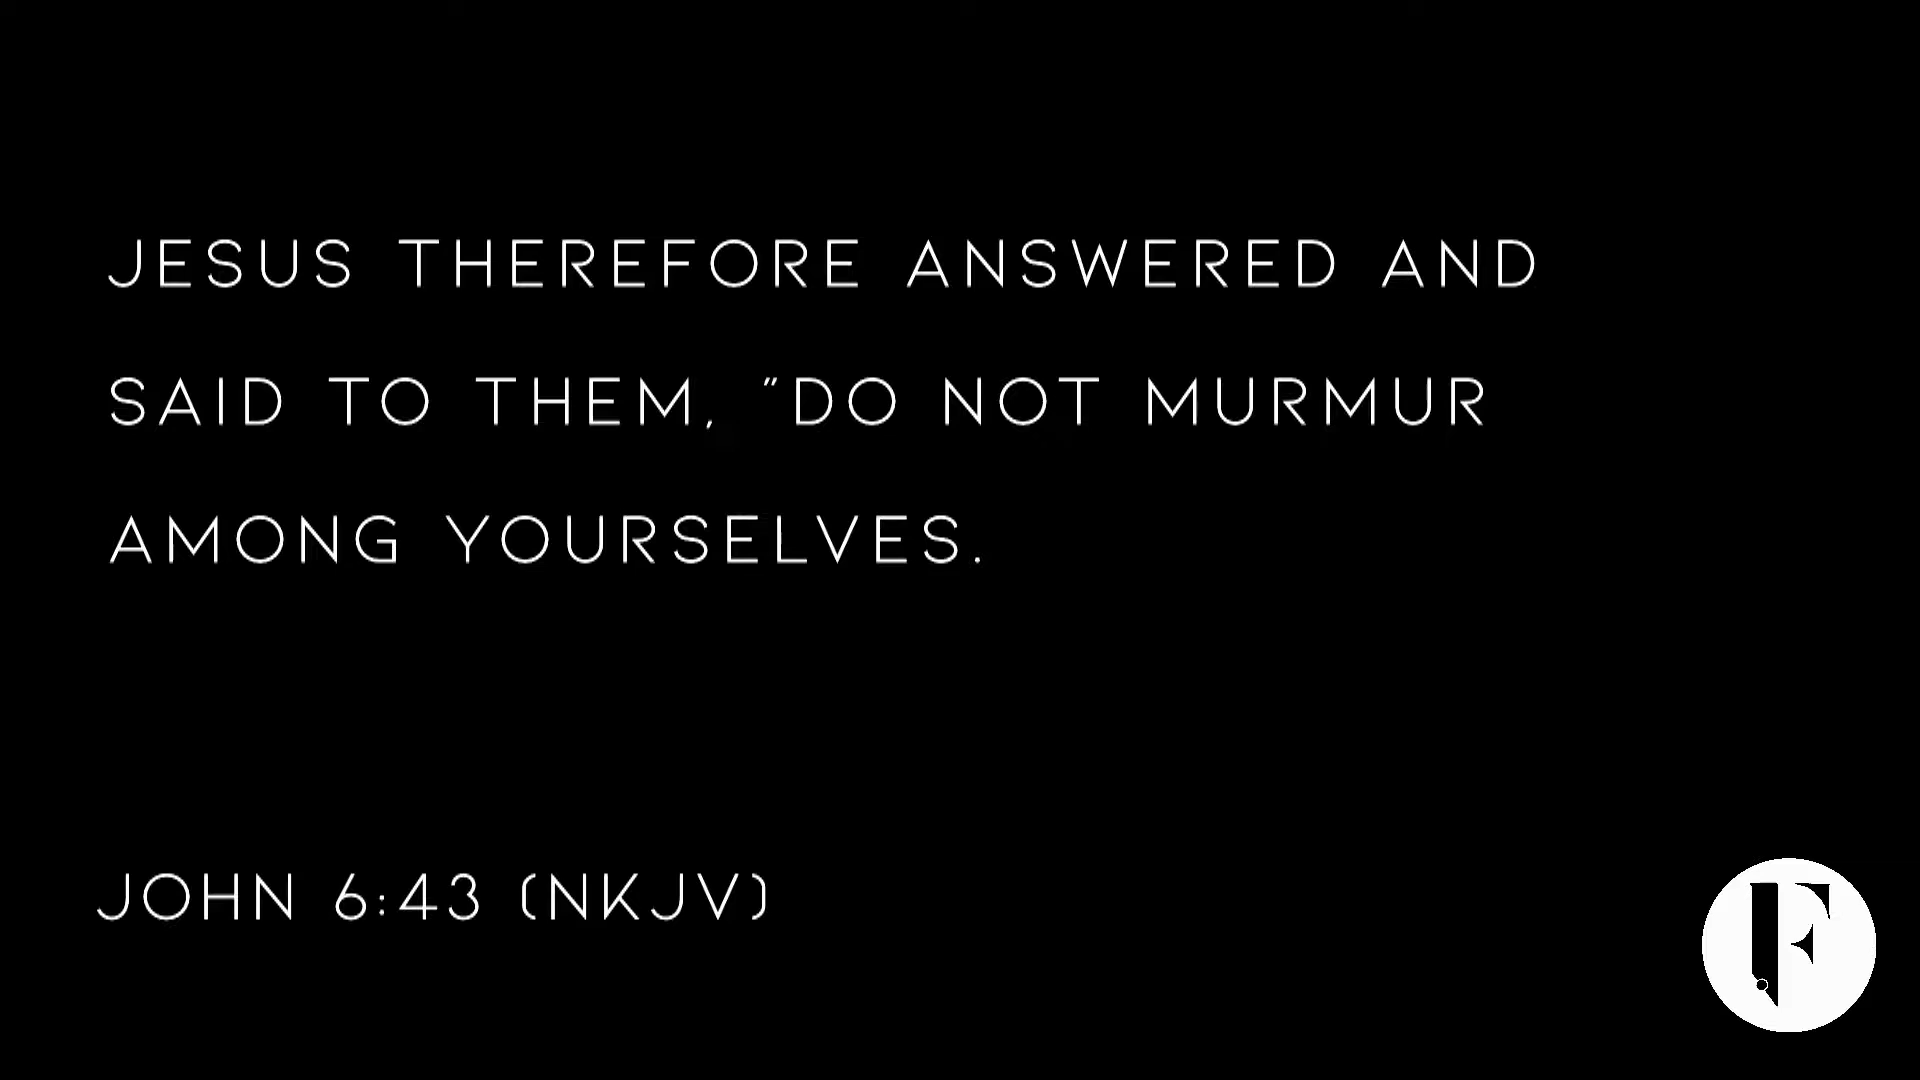 JESUS THEREFORE ANSWERED AND
SAID TO THEM, "DO NOT MURMUR
AMONG YOURSELVES.
JOHN 6:43 (NKJV)
F